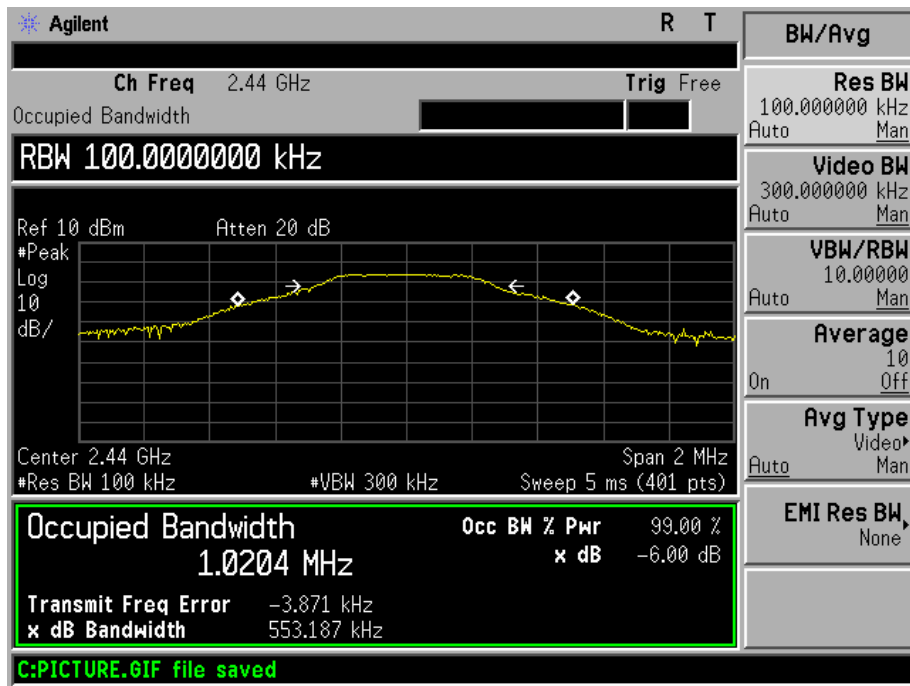 Agilent R T
Ch Freq 2.44 GHz Trig Free
Occupied Bandwidth
RBW 100.0000000 kHz
Ref 10 dBm Atten 20 dB
#Peak
Log
10
dB/
Center 2.44 GHz Span 2 MHz
#Res BW 100 kHz #VBW 300 kHz Sweep 5 ms (401 pts)
Occupied Bandwidth Occ BW % Pwr 99.00 %
1.0204 MHz x dB -6.00 dB
Transmit Freq Error -3.871 kHz
x dB Bandwidth 553.187 kHz
C:PICTURE.GIF file saved
BW/Avg
Res BW
100.000000 kHz
Auto Man
Video BW
300.000000 kHz
Auto Man
VBW/RBW
10.00000
Auto Man
Average
10
On Off
Avg Type
Video
Auto Man
EMI Res BW
None